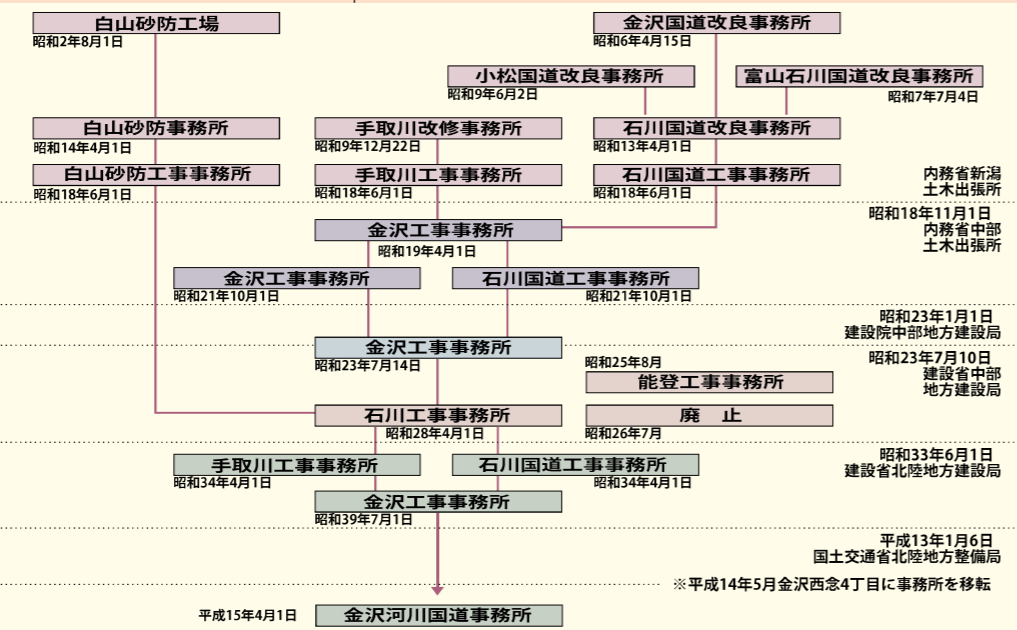 白山砂防工場
昭和2年8月1日
金沢国道改良事務所
昭和6年4月15日
小松国道改良事務所
昭和9年6月2日
富山石川国道改良事務所
昭和7年7月4日
白山砂防事務所
昭和14年4月1日
手取川改修事務所
昭和9年12月22日
石川国道改良事務所
昭和13年4月1日
白山砂防工事事務所
昭和18年6月1日
手取川工事事務所
昭和18年6月1日
石川国道工事事務所
昭和18年6月1日
内務省新潟
土木出張所
昭和18年11月1日
内務省中部
土木出張所
金沢工事事務所
昭和19年4月1日
金沢工事事務所
昭和21年10月1日
石川国道工事事務所
昭和21年10月1日
昭和23年1月1日
建設院中部地方建設局
金沢工事事務所
昭和23年7月14日
昭和23年7月10日
建設省中部
地方建設局
昭和25年8月
能登工事事務所
石川工事事務所
昭和28年4月1日
廃 止
昭和26年7月
昭和33年6月1日
建設省北陸地方建設局
手取川工事事務所
昭和34年4月1日
石川国道工事事務所
昭和34年4月1日
金沢工事事務所
昭和39年7月1日
平成13年1月6日
国土交通省北陸地方整備局
※平成14年5月金沢西念4丁目に事務所を移転
平成15年4月1日
金沢河川国道事務所